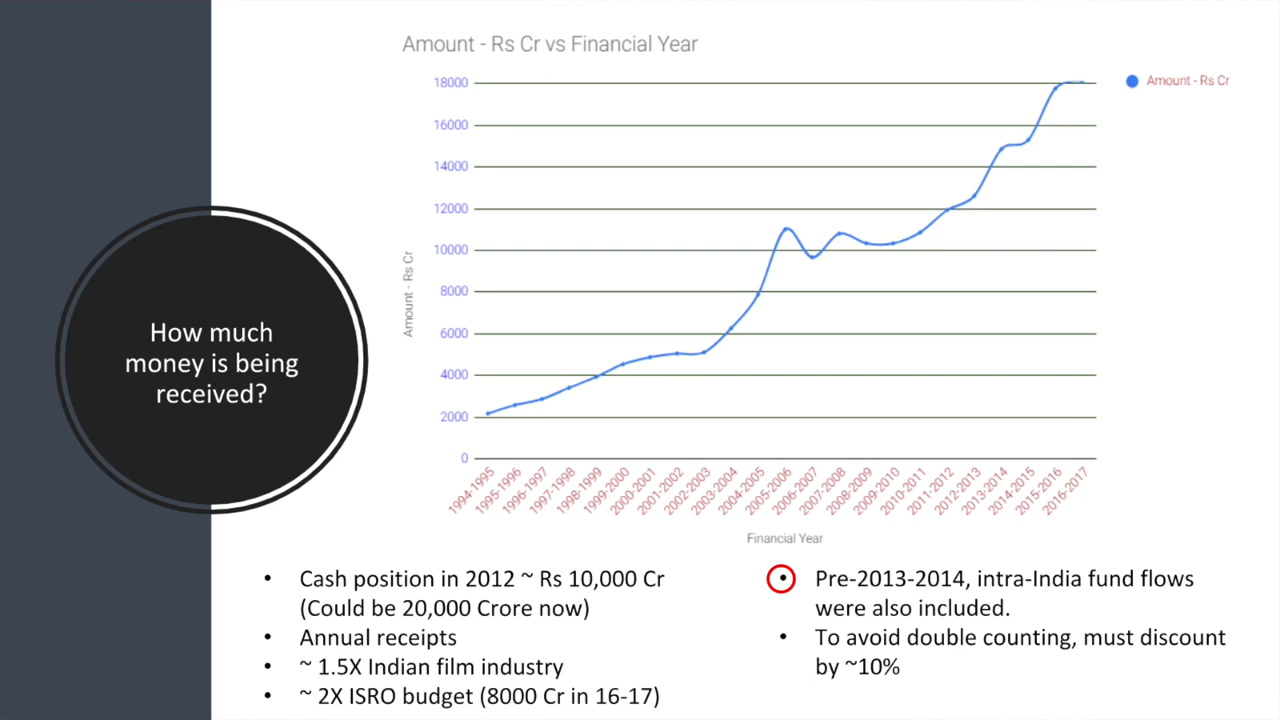 Amount - Rs Cr vs Financial Year
18000
16000
14000
12000
10000
8000
6000
4000
2000
0
Amount - Rs Cr
Amount - Rs Cr
1994-1995
1995-1996
1996-1997
1997-1998
1998-1999
1999-2000
2000-2001
2001-2002
2002-2003
2003-2004
2004-2005
2005-2006
2006-2007
2007-2008
2008-2009
2009-2010
2010-2011
2011-2012
2012-2013
2013-2014
2014-2015
2015-2016
2016-2017
Financial Year
How much
money is being
received?
• Cash position in 2012 ~ Rs 10,000 Cr
(Could be 20,000 Crore now)
• Annual receipts
• ~ 1.5X Indian film industry
• ~ 2X ISRO budget (8000 Cr in 16-17)
• Pre-2013-2014, intra-India fund flows
were also included.
• To avoid double counting, must discount
by ~10%